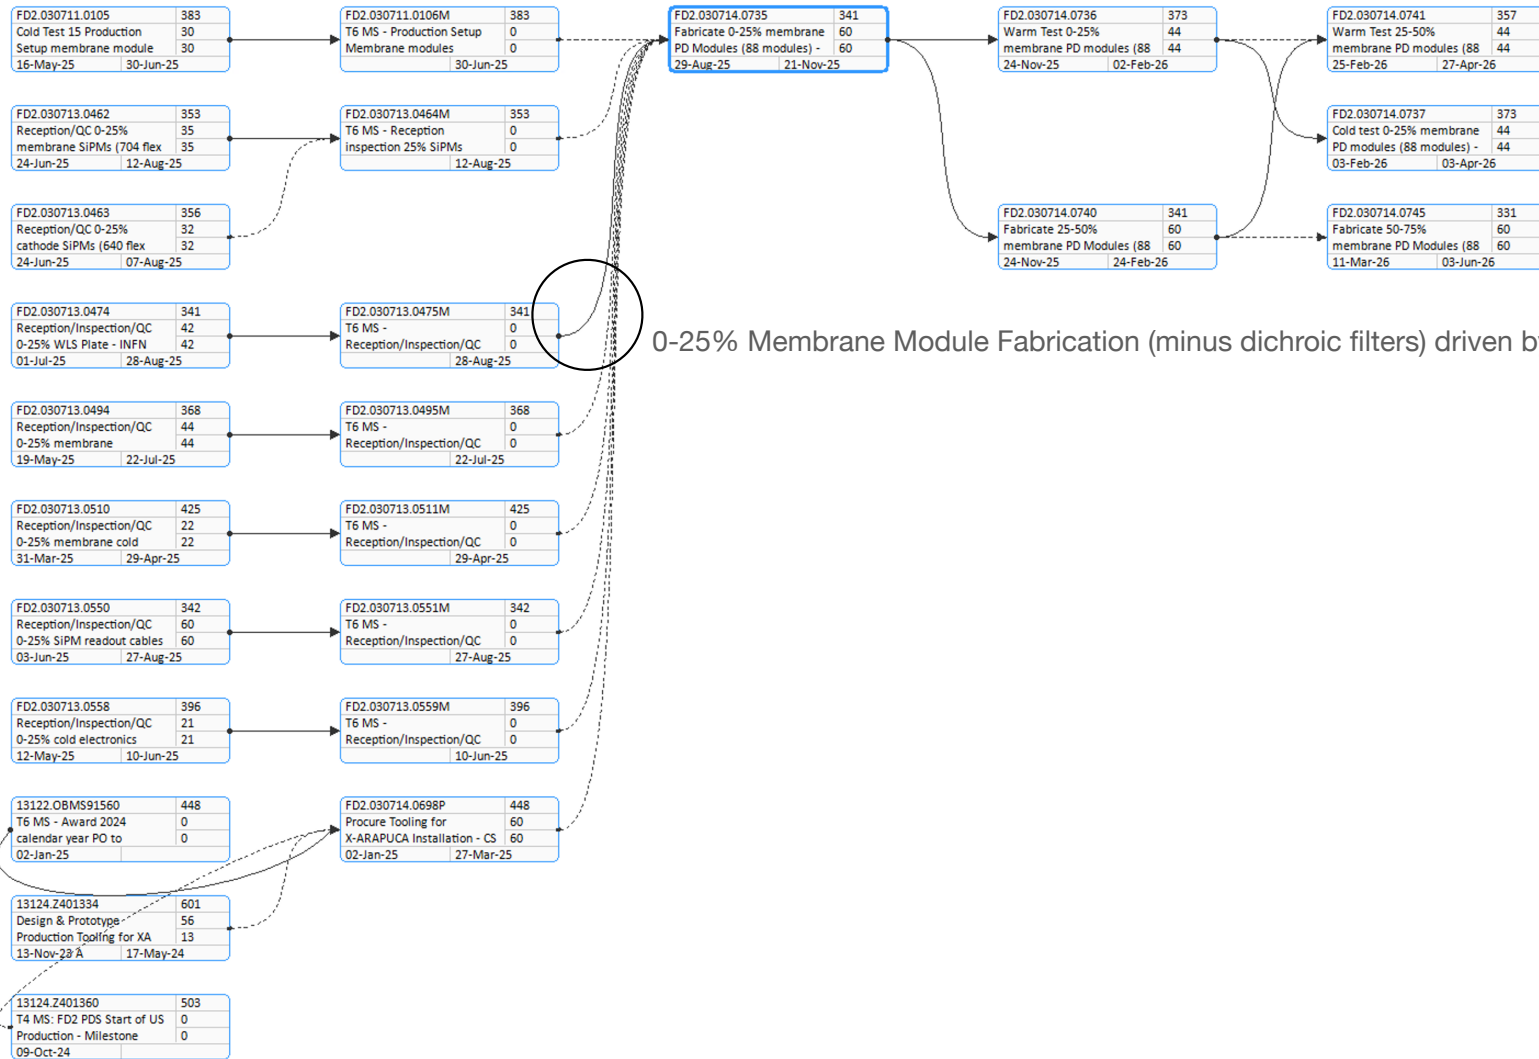 FD2.030711.0105 383
Cold Test 15 Production 30
Setup membrane module 30
16-May-25 30-Jun-25
FD2.030711.0106M 383
T6 MS - Production Setup 0
Membrane modules 0
30-Jun-25
FD2.030714.0735 341
Fabricate 0-25% membrane 60
PD Modules (88 modules) - 60
29-Aug-25 21-Nov-25
FD2.030714.0736 373
Warm Test 0-25% 44
membrane PD modules (88 44
24-Nov-25 02-Feb-26
FD2.030714.0741 357
Warm Test 25-50% 44
membrane PD modules (88 44
25-Feb-26 27-Apr-26
FD2.030713.0462 353
Reception/QC 0-25% 35
membrane SiPMs (704 flex 35
24-Jun-25 12-Aug-25
FD2.030713.0464M 353
T6 MS - Reception 0
inspection 25% SiPMs 0
12-Aug-25
FD2.030714.0737 373
Cold test 0-25% membrane 44
PD modules (88 modules) - 44
03-Feb-26 03-Apr-26
FD2.030713.0463 356
Reception/QC 0-25% 32
cathode SiPMs (640 flex 32
24-Jun-25 07-Aug-25
FD2.030714.0740 341
Fabricate 25-50% 60
membrane PD Modules (88 60
24-Nov-25 24-Feb-26
FD2.030714.0745 331
Fabricate 50-75% 60
membrane PD Modules (88 60
11-Mar-26 03-Jun-26
FD2.030713.0474 341
Reception/Inspection/QC 42
0-25% WLS Plate - INFN 42
01-Jul-25 28-Aug-25
FD2.030713.0475M 341
T6 MS - 0
Reception/Inspection/QC 0
28-Aug-25
0-25% Membrane Module Fabrication (minus dichroic filters) driven b
FD2.030713.0494 368
Reception/Inspection/QC 44
0-25% membrane 44
19-May-25 22-Jul-25
FD2.030713.0495M 368
T6 MS - 0
Reception/Inspection/QC 0
22-Jul-25
FD2.030713.0510 425
Reception/Inspection/QC 22
0-25% membrane cold 22
31-Mar-25 29-Apr-25
FD2.030713.0511M 425
T6 MS - 0
Reception/Inspection/QC 0
29-Apr-25
FD2.030713.0550 342
Reception/Inspection/QC 60
0-25% SiPM readout cables 60
03-Jun-25 27-Aug-25
FD2.030713.0551M 342
T6 MS - 0
Reception/Inspection/QC 0
27-Aug-25
FD2.030713.0558 396
Reception/Inspection/QC 21
0-25% cold electronics 21
12-May-25 10-Jun-25
FD2.030713.0559M 396
T6 MS - 0
Reception/Inspection/QC 0
10-Jun-25
13122.OBMS91560 448
T6 MS - Award 2024 0
calendar year PO to 0
02-Jan-25
FD2.030714.0698P 448
Procure Tooling for 60
X-ARAPUCA Installation - CS 60
02-Jan-25 27-Mar-25
13124.Z401334 601
Design & Prototype 56
Production Tooling for XA 13
13-Nov-23 A 17-May-24
13124.Z401360 503
T4 MS: FD2 PDS Start of US 0
Production - Milestone 0
09-Oct-24